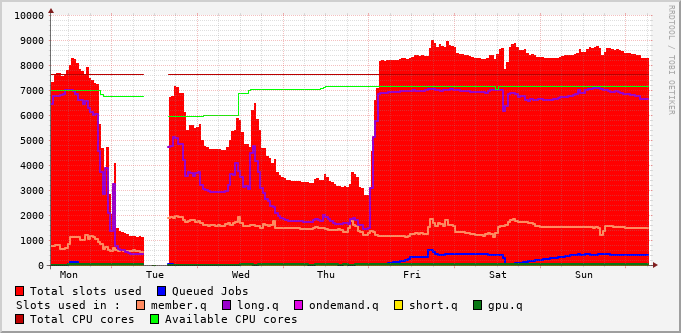 RRDTOOL / TOBI OETIKER
10000
9000
8000
7000
6000
5000
4000
3000
2000
1000
0
Mon Tue Wed Thu Fri Sat Sun
Total slots used Queued Jobs
Slots used in : member.q long.q ondemand.q short.q gpu.q
Total CPU cores Available CPU cores